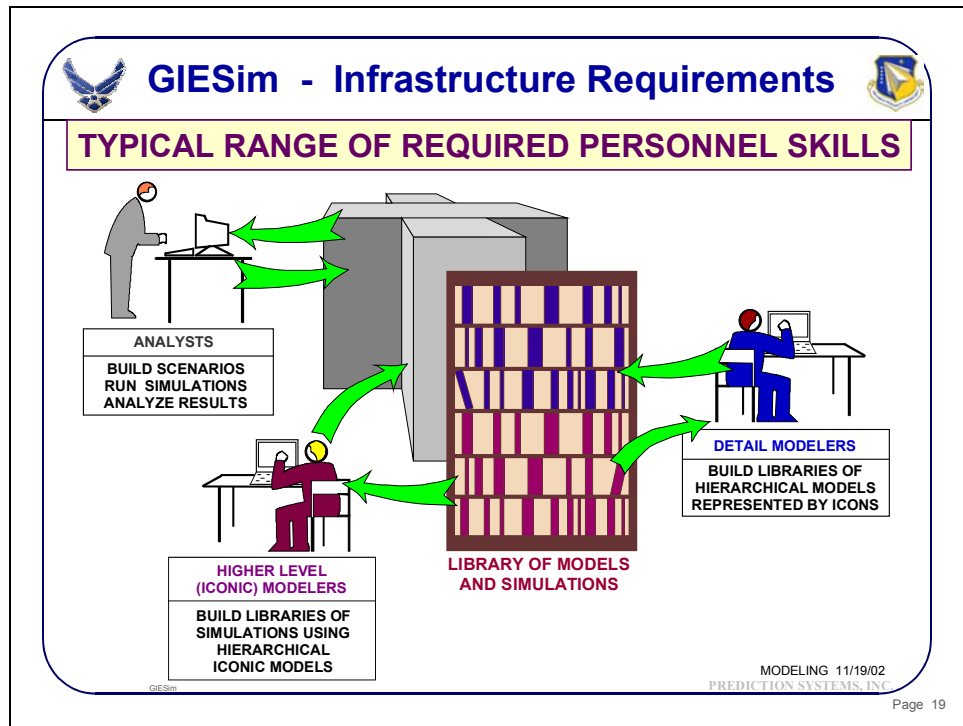 GIESim - Infrastructure Requirements
TYPICAL RANGE OF REQUIRED PERSONNEL SKILLS
ANALYSTS
BUILD SCENARIOS
RUN SIMULATIONS
ANALYZE RESULTS
DETAIL MODELERS
BUILD LIBRARIES OF
HIERARCHICAL MODELS
REPRESENTED BY ICONS
HIGHER LEVEL
(ICONIC) MODELERS
BUILD LIBRARIES OF
SIMULATIONS USING
HIERARCHICAL
ICONIC MODELS
LIBRARY OF MODELS
AND SIMULATIONS
MODELING 11/19/02
GIESim
PREDICTION SYSTEMS, INC.
Page 19